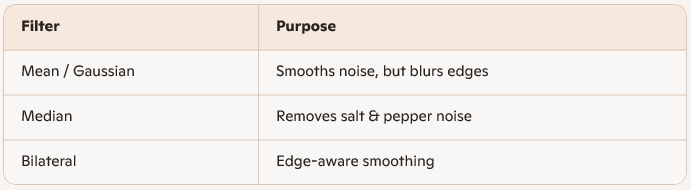 Filter Purpose
Mean / Gaussian Smooths noise, but blurs edges
Median Removes salt & pepper noise
Bilateral Edge-aware smoothing